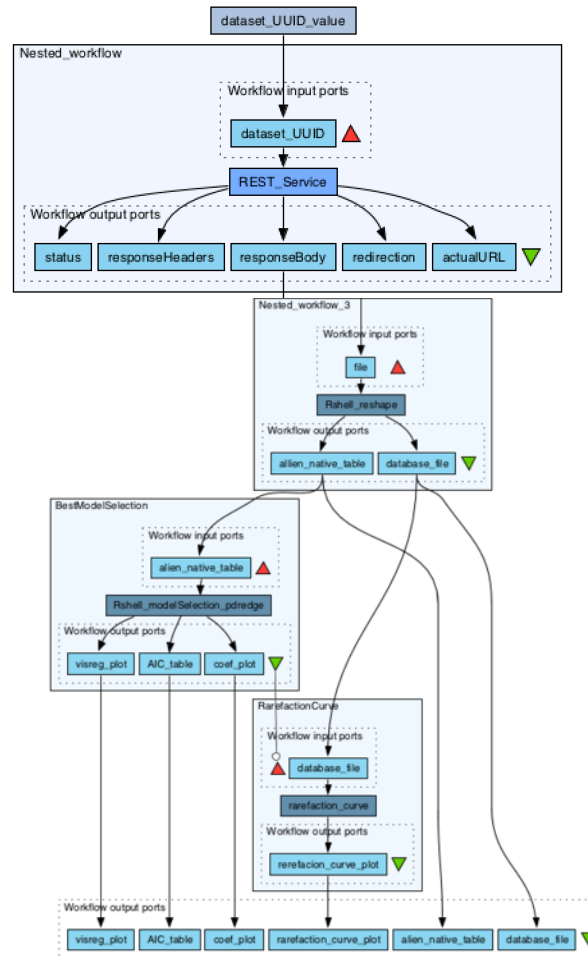 dataset_UUID_value
Nested_workflow
Workflow input ports
dataset_UUID
REST_Service
Workflow output ports
status responseHeaders responseBody redirection actualURL
Nested_workflow_3
Workflow input ports
file
Rshell_reshape
Workflow output ports
allien_native_table database_file
BestModelSelection
Workflow input ports
alien_native_table
Rshell_modelSelection_pdredge
Workflow output ports
visreg_plot AIC_table coef_plot
RarefactionCurve
Workflow input ports
database_file
rarefaction_curve
Workflow output ports
rerefacion_curve_plot
Workflow output ports
visreg_plot AIC_table coef_plot rarefaction_curve_plot alien_native_table database_file